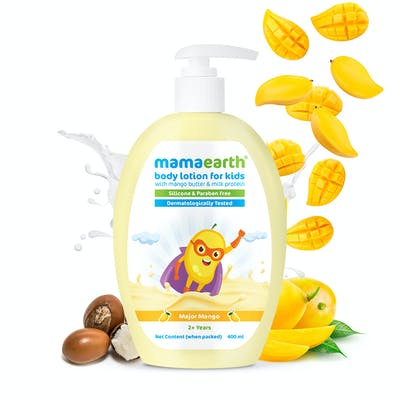 mamaearth®
body lotion for kids
with mango butter & milk protein
Silicone & Paraben Free
Dermatologically Tested
Major Mango
2+ Years
Net Content (when packed) 400 ml